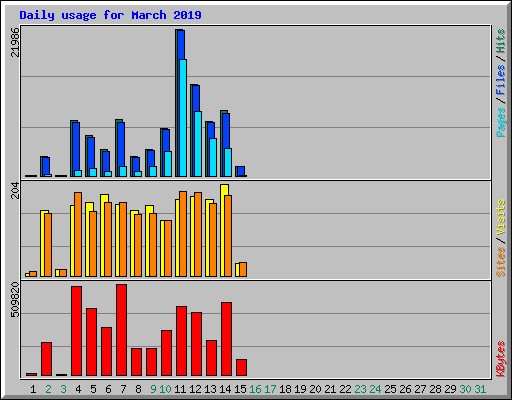 Daily usage for March 2019
21986
Pages / Files / Hits
204
Sites / Visits
509820
KBytes
1 2 3 4 5 6 7 8 9 10 11 12 13 14 15 16 17 18 19 20 21 22 23 24 25 26 27 28 29 30 31